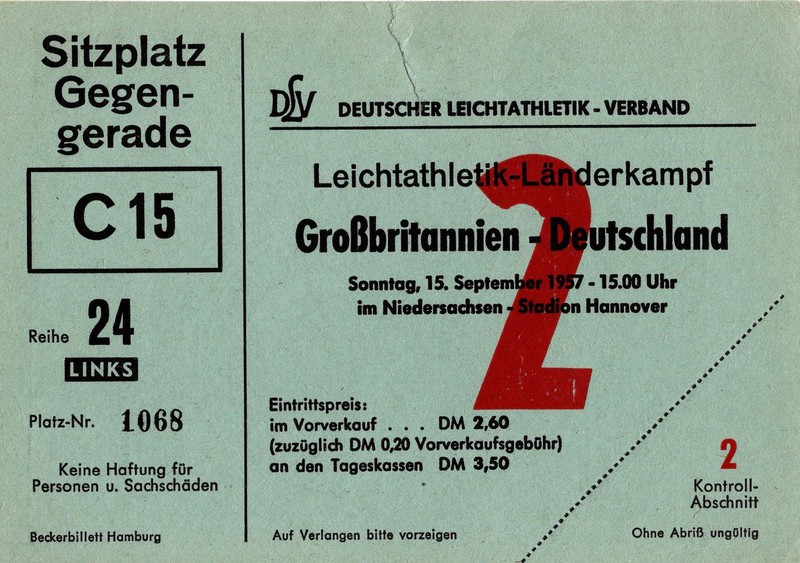 Sitzplatz
Gegen-
gerade
C 15
Reihe 24
LINKS
Platz-Nr. 1068
Keine Haftung für
Personen u. Sachschäden
Beckerbillett Hamburg
DLV DEUTSCHER LEICHTATHLETIK - VERBAND
2
Leichtathletik-Länderkampf
Großbritannien - Deutschland
Sonntag, 15. September 1957 - 15.00 Uhr
im Niedersachsen - Stadion Hannover
Eintrittspreis:
im Vorverkauf . . . DM 2,60
(zuzüglich DM 0,20 Vorverkaufsgebühr)
an den Tageskassen DM 3,50
Auf Verlangen bitte vorzeigen
2
Kontroll-
Abschnitt
Ohne Abriß ungültig